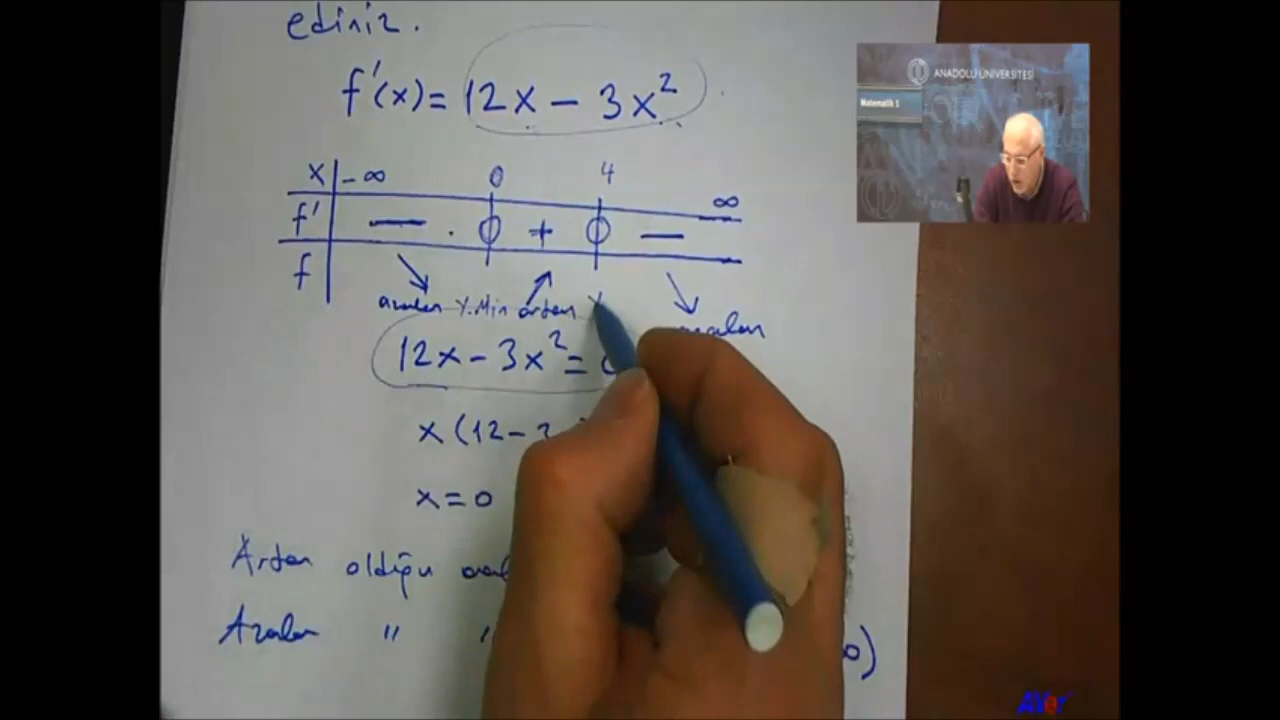 ediniz.
f'(x) = 12x - 3x²
ANADOLU ÜNİVERSİTESİ
Matematik 1
x -∞ 0 4 ∞
f' - 0 + 0 -
f
azalan Y.Min artan azalan
12x - 3x² =
x (12 -
x = 0
Artan olduğu
Azalan " "
AVer